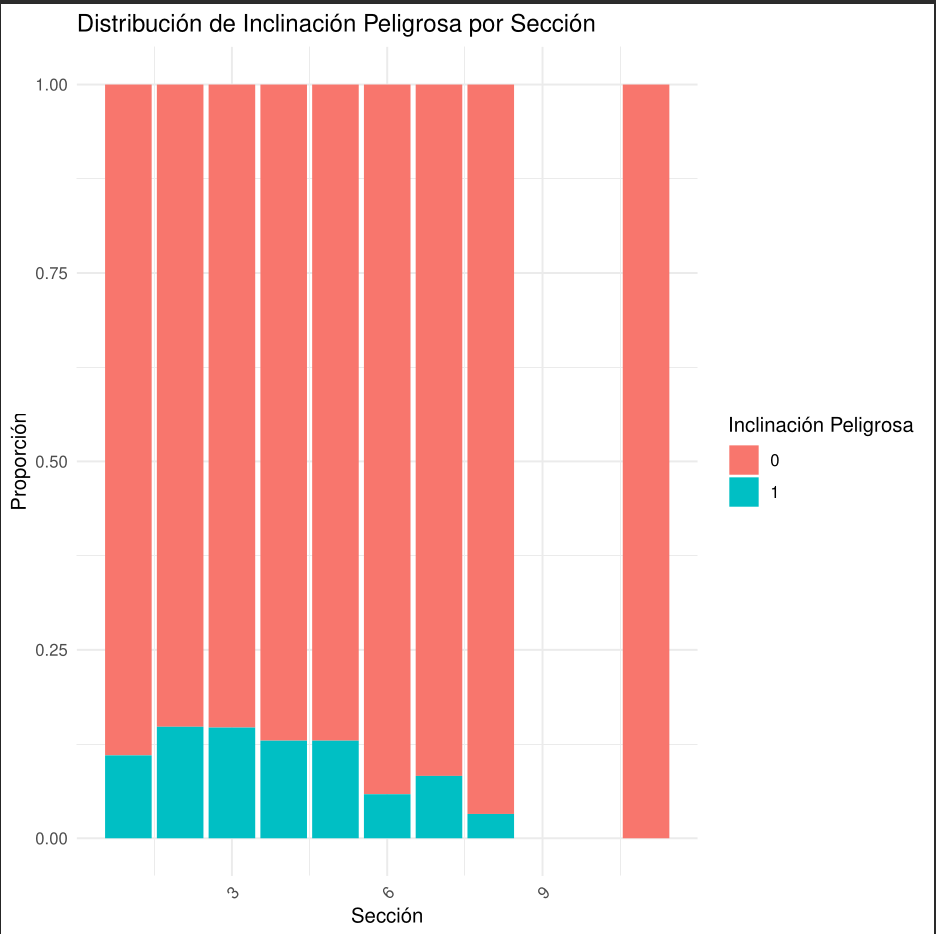 Distribución de Inclinación Peligrosa por Sección
1.00
0.75
0.50
0.25
0.00
Proporción
3
6
9
Sección
Inclinación Peligrosa
0
1